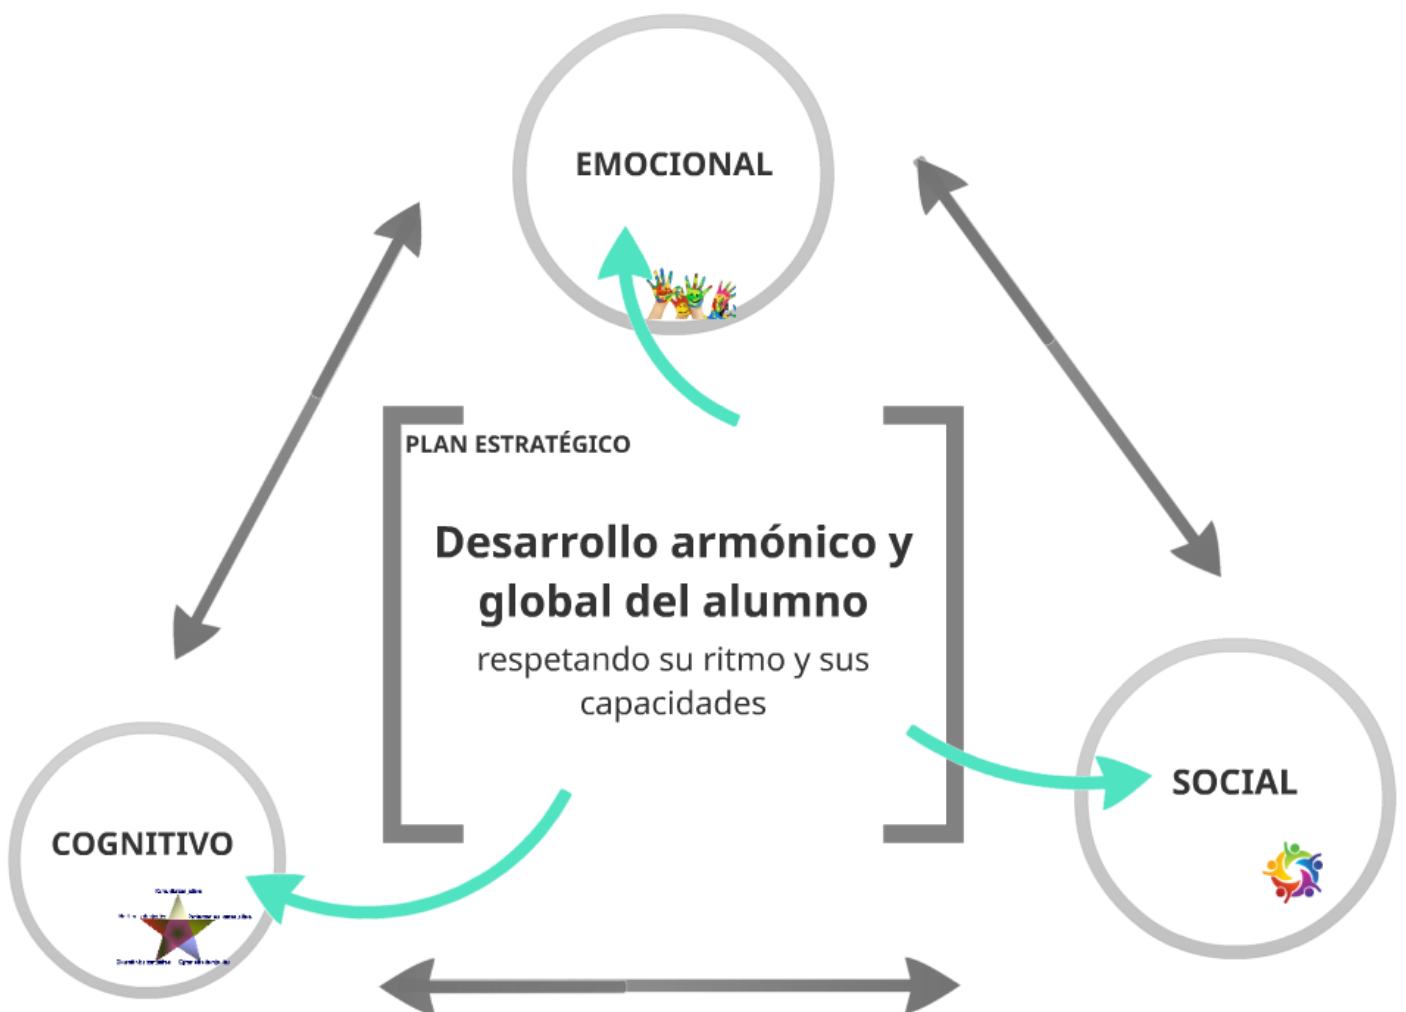 EMOCIONAL
PLAN ESTRATÉGICO
Desarrollo armónico y
global del alumno
respetando su ritmo y sus
capacidades
SOCIAL
COGNITIVO